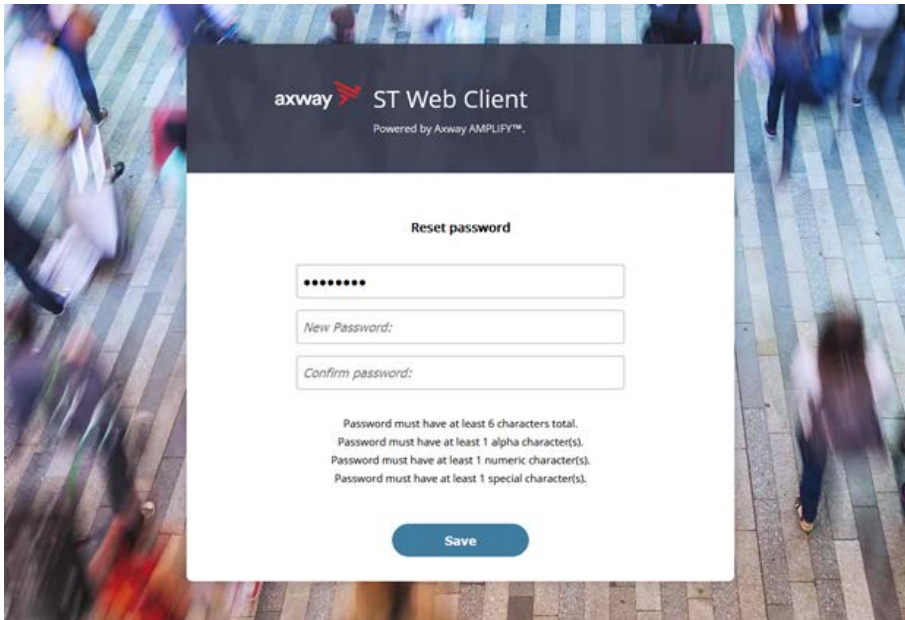 axway ST Web Client
Powered by Axway AMPLIFY™.
Reset password
••••••••
New Password:
Confirm password:
Password must have at least 6 characters total.
Password must have at least 1 alpha character(s).
Password must have at least 1 numeric character(s).
Password must have at least 1 special character(s).
Save